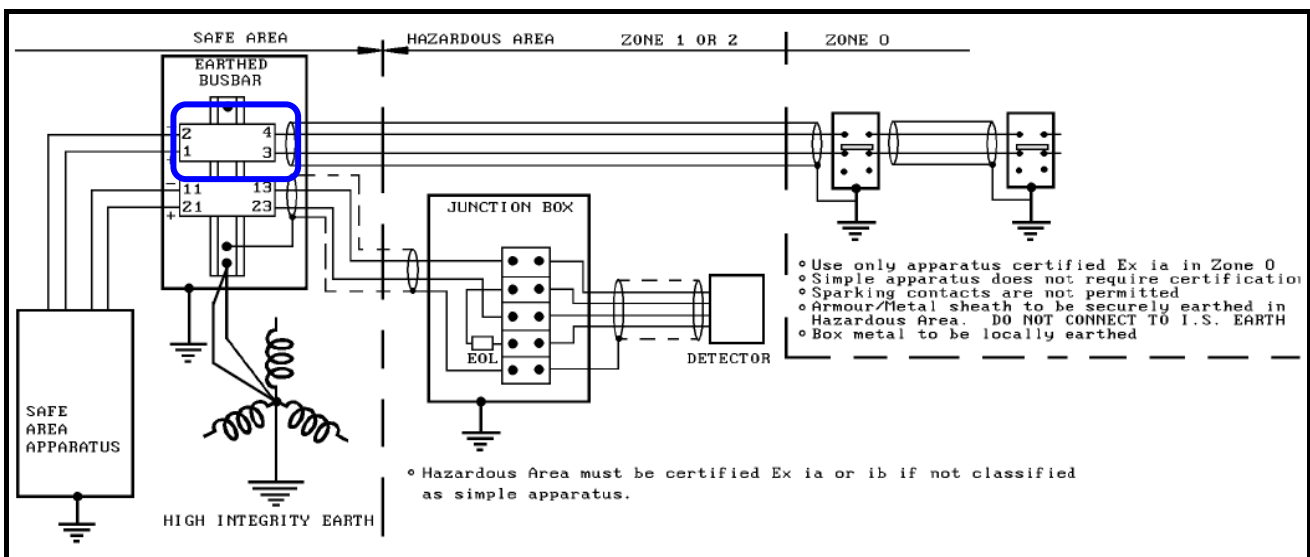 SAFE AREA
HAZARDOUS AREA
ZONE 1 OR 2
ZONE 0
EARTHED
BUSBAR
-
2
4
1
3
+
-
11
13
21
23
+
JUNCTION BOX
EOL
DETECTOR
° Use only apparatus certified Ex ia in Zone 0
° Simple apparatus does not require certification
° Sparking contacts are not permitted
° Armour/Metal sheath to be securely earthed in
Hazardous Area. DO NOT CONNECT TO I.S. EARTH
° Box metal to be locally earthed
SAFE
AREA
APPARATUS
° Hazardous Area must be certified Ex ia or ib if not classified
as simple apparatus.
HIGH INTEGRITY EARTH